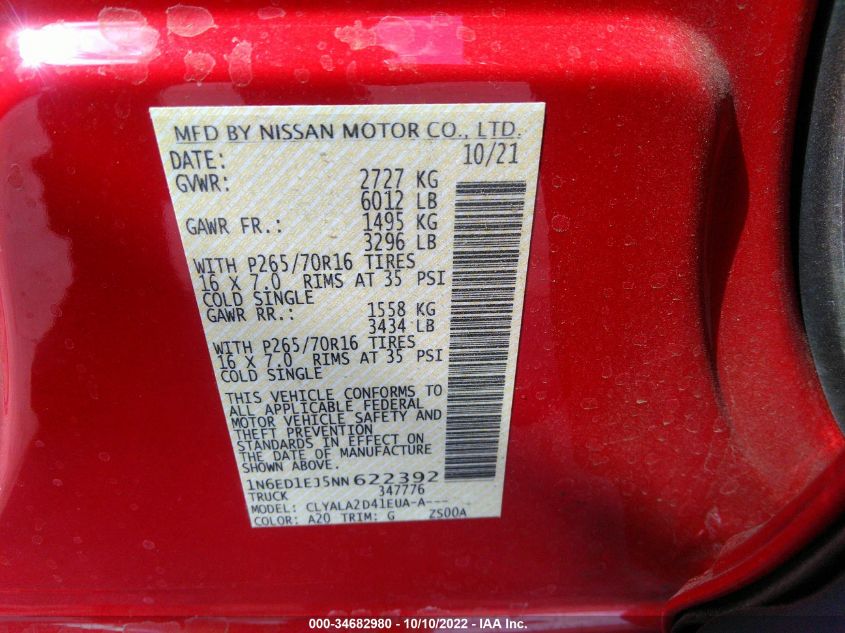 MFD BY NISSAN MOTOR CO., LTD.
DATE: 10/21
GVWR: 2727 KG
6012 LB
GAWR FR.: 1495 KG
3296 LB
WITH P265/70R16 TIRES
16 X 7.0 RIMS AT 35 PSI
COLD SINGLE
GAWR RR.: 1558 KG
3434 LB
WITH P265/70R16 TIRES
16 X 7.0 RIMS AT 35 PSI
COLD SINGLE
THIS VEHICLE CONFORMS TO
ALL APPLICABLE FEDERAL
MOTOR VEHICLE SAFETY AND
THEFT PREVENTION
STANDARDS IN EFFECT ON
THE DATE OF MANUFACTURE
SHOWN ABOVE.
1N6ED1EJ5NN622392
TRUCK 347776
MODEL: CLYALA2D41EUA-A---
COLOR: A20 TRIM: G ZS00A
000-34682980 - 10/10/2022 - IAA Inc.